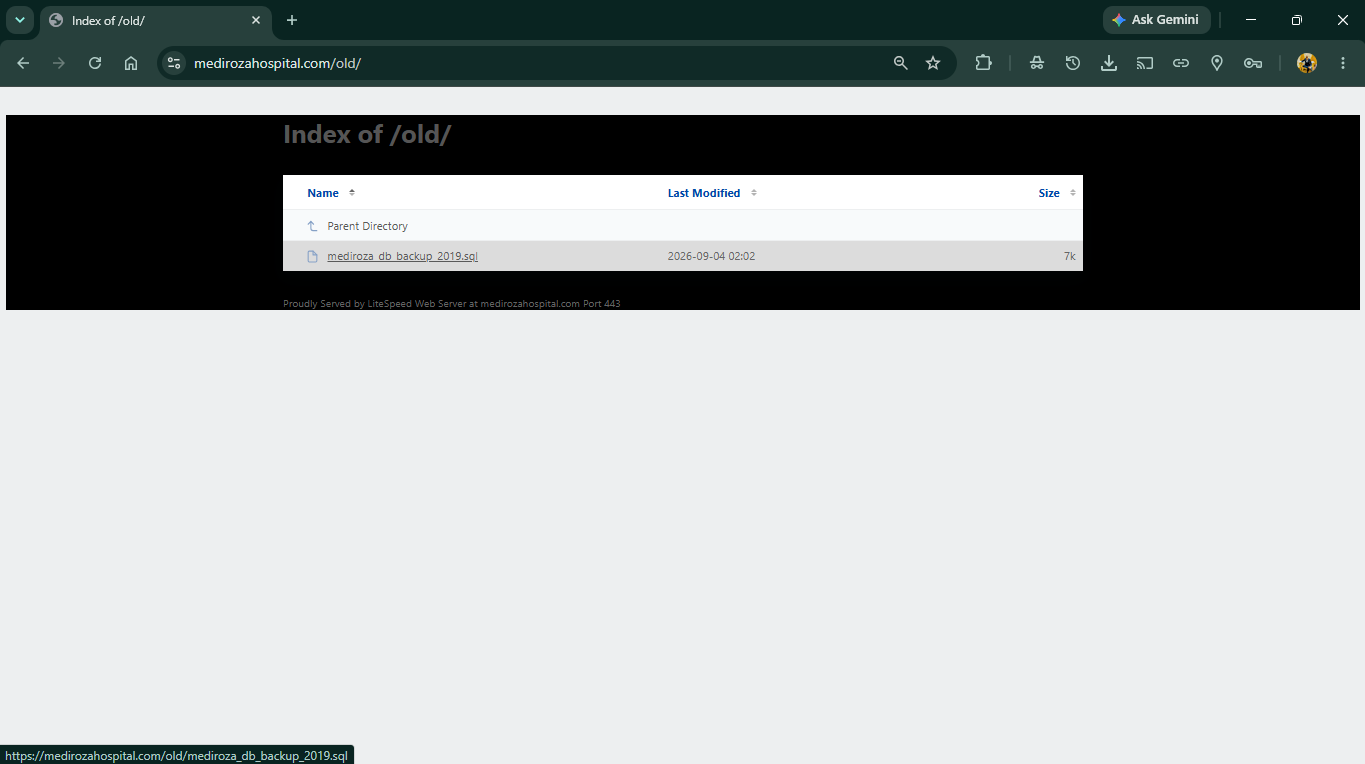 Index of /old/
Ask Gemini
medirozahospital.com/old/
Index of /old/
Name Last Modified Size
Parent Directory
mediroza_db_backup_2019.sql 2026-09-04 02:02 7k
Proudly Served by LiteSpeed Web Server at medirozahospital.com Port 443
https://medirozahospital.com/old/mediroza_db_backup_2019.sql